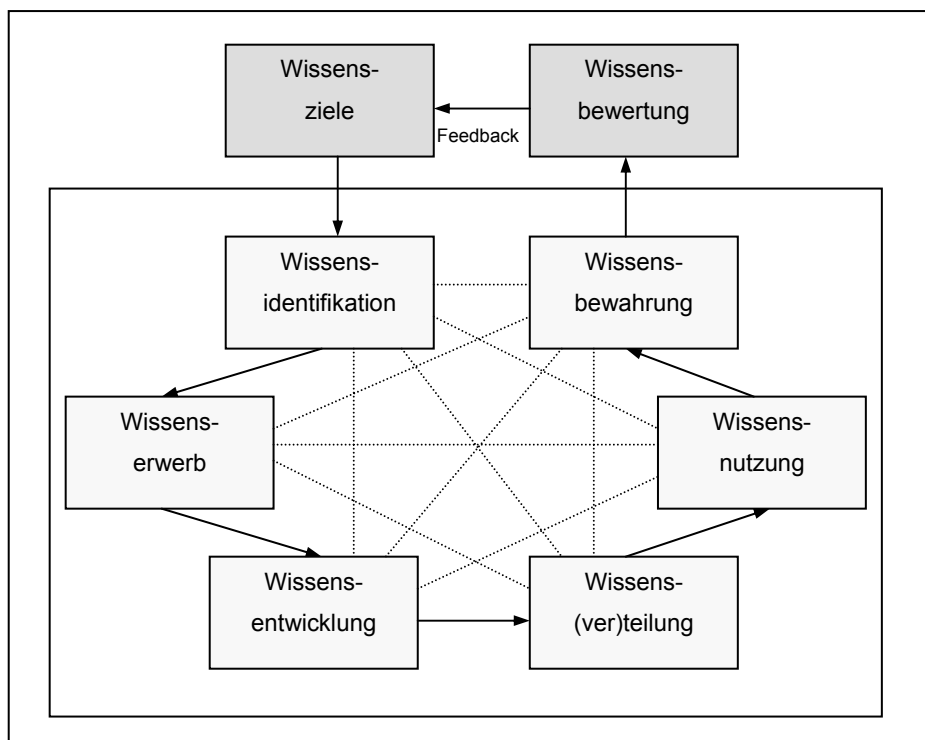 Wissens-
ziele
Wissens-
bewertung
Feedback
Wissens-
identifikation
Wissens-
bewahrung
Wissens-
erwerb
Wissens-
nutzung
Wissens-
entwicklung
Wissens-
(ver)teilung